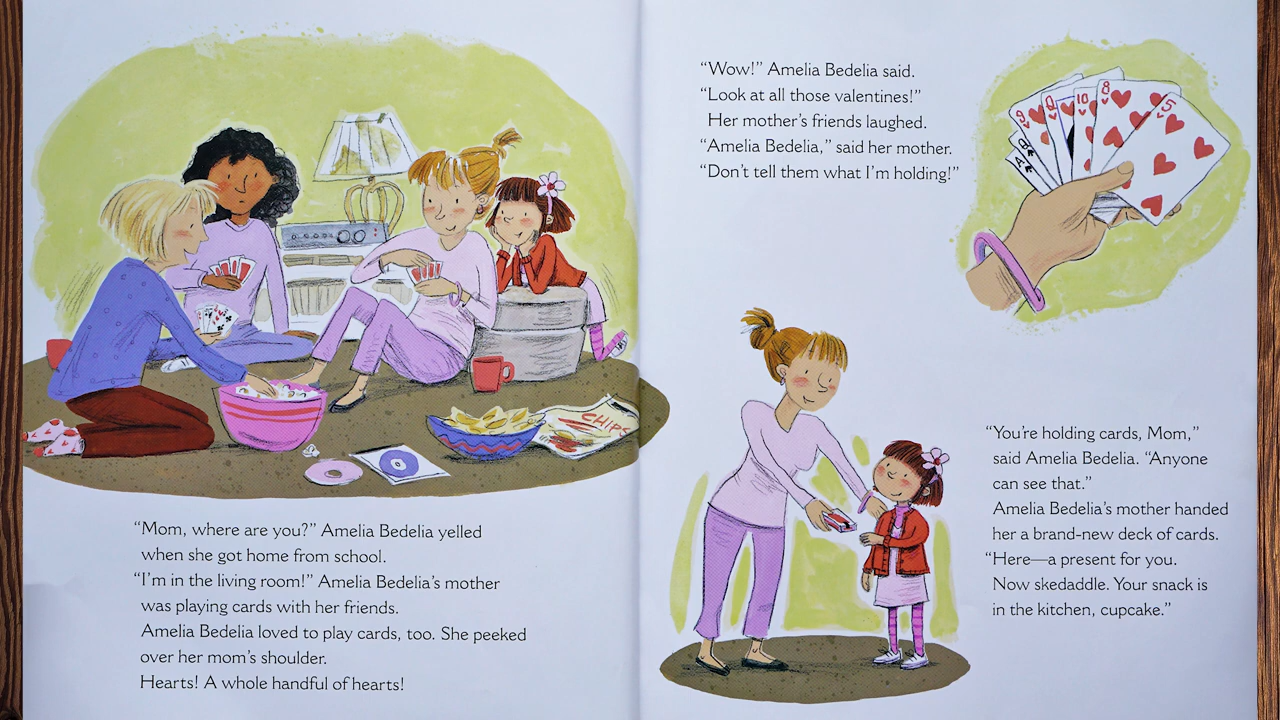 CHIPS
“Mom, where are you?” Amelia Bedelia yelled
when she got home from school.
“I’m in the living room!” Amelia Bedelia’s mother
was playing cards with her friends.
Amelia Bedelia loved to play cards, too. She peeked
over her mom’s shoulder.
Hearts! A whole handful of hearts!
“Wow!” Amelia Bedelia said.
“Look at all those valentines!”
Her mother’s friends laughed.
“Amelia Bedelia,” said her mother.
“Don’t tell them what I’m holding!”
9
Q
10
8
5
A
“You’re holding cards, Mom,”
said Amelia Bedelia. “Anyone
can see that.”
Amelia Bedelia’s mother handed
her a brand-new deck of cards.
“Here—a present for you.
Now skedaddle. Your snack is
in the kitchen, cupcake.”